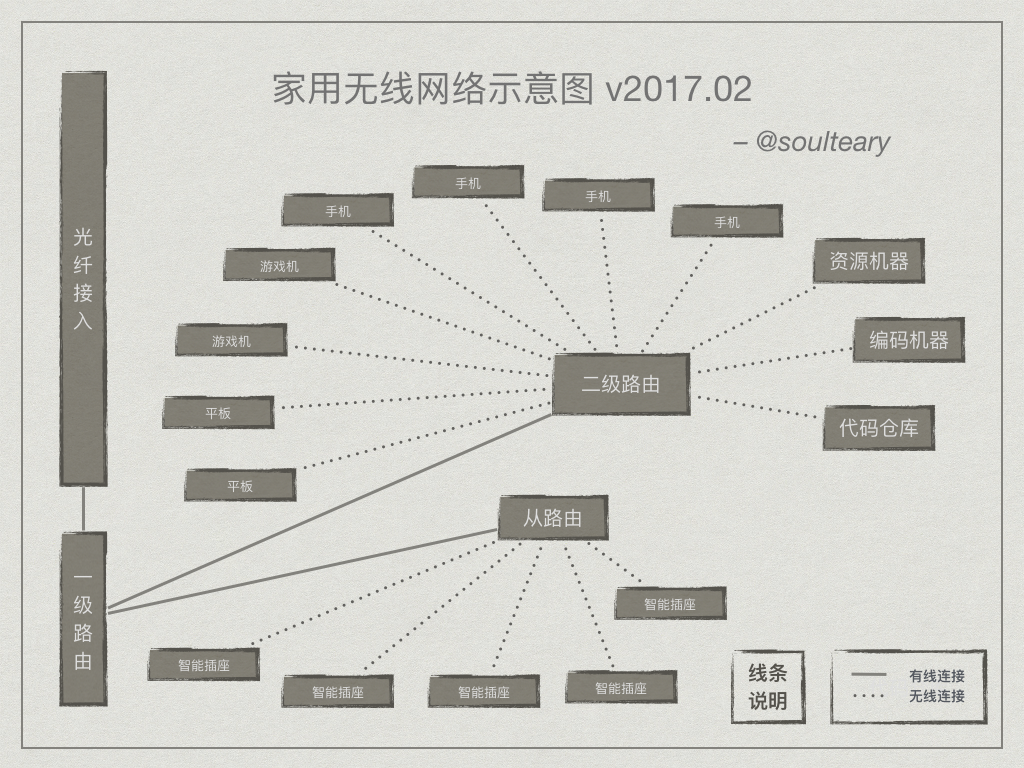 家用无线网络示意图 v2017.02
– @soulteary
光纤接入
手机
手机
手机
手机
游戏机
资源机器
游戏机
编码机器
二级路由
平板
代码仓库
平板
从路由
一级路由
智能插座
智能插座
智能插座
智能插座
智能插座
线条
说明
有线连接
无线连接